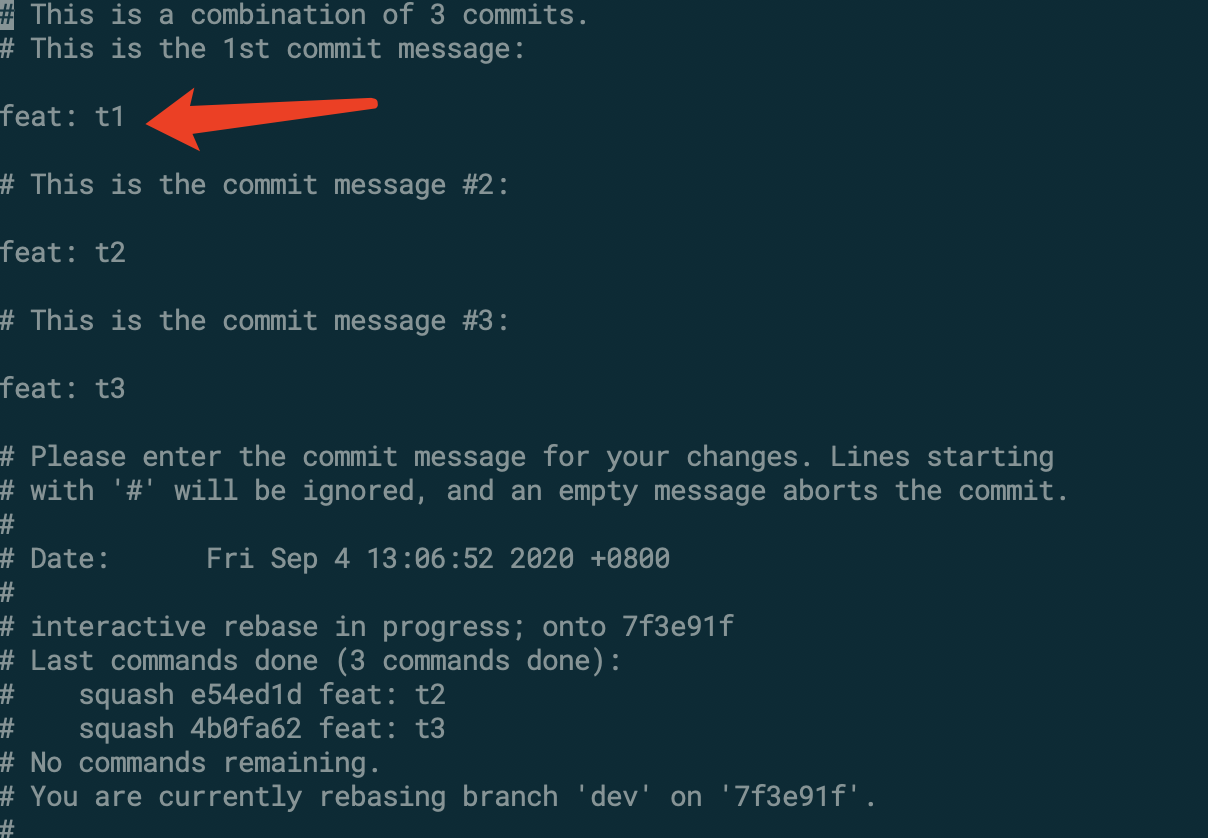 # This is a combination of 3 commits.
# This is the 1st commit message:
feat: t1
# This is the commit message #2:
feat: t2
# This is the commit message #3:
feat: t3
# Please enter the commit message for your changes. Lines starting
# with '#' will be ignored, and an empty message aborts the commit.
#
# Date:      Fri Sep 4 13:06:52 2020 +0800
#
# interactive rebase in progress; onto 7f3e91f
# Last commands done (3 commands done):
#    squash e54ed1d feat: t2
#    squash 4b0fa62 feat: t3
# No commands remaining.
# You are currently rebasing branch 'dev' on '7f3e91f'.
#